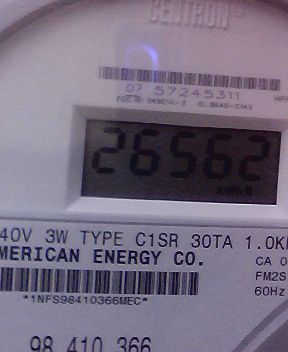 CENTRON
07 57245311
26562
kWh
40V 3W TYPE C1SR 30TA 1.0K
MERICAN ENERGY CO.
CA 0
FM2S
*1NFS98410366MEC*
60Hz
98 410 366